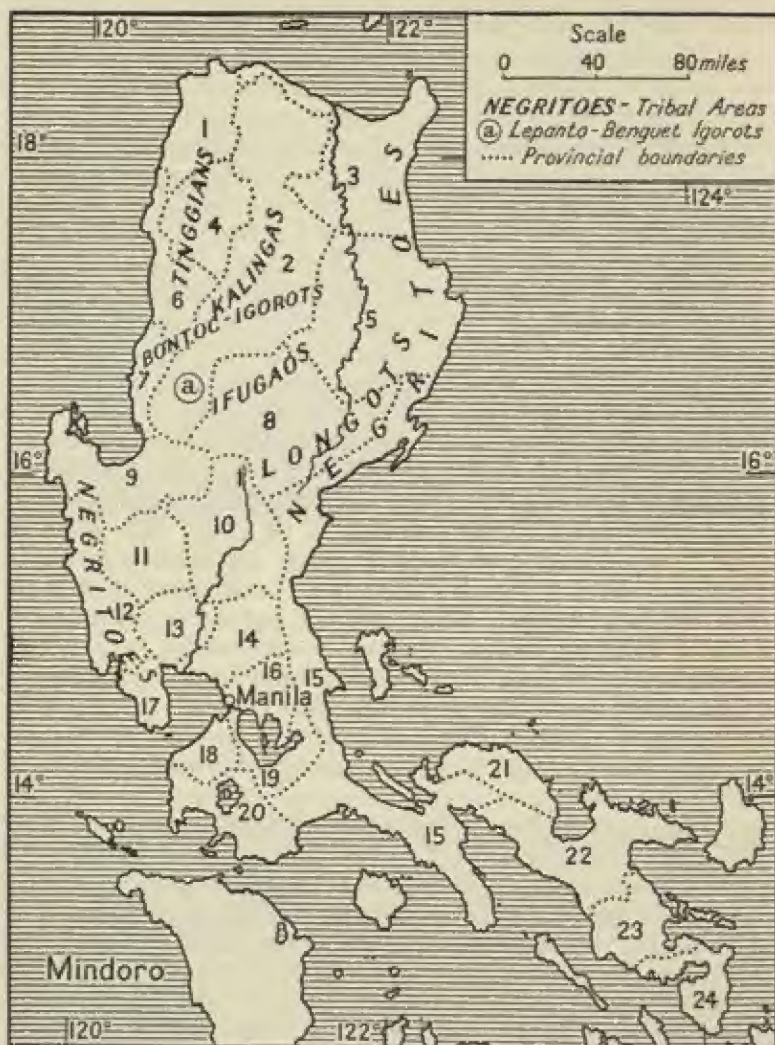 120°
122°
Scale
0 40 80 miles
NEGRITOES - Tribal Areas
ⓐ Lepanto-Benguet Igorots
Provincial boundaries
18°
124°
1
3
TINGGIANS
4
KALINGAS
2
NEGRITOES
6
5
BONTOC-IGOROTS
7
ⓐ
IFUGAOS
8
ILONGOTS
16°
16°
9
NEGRITOS
10
11
12
13
14
16
15
Manila
17
18
19
14°
21
14°
20
15
22
23
Mindoro
24
120°
122°